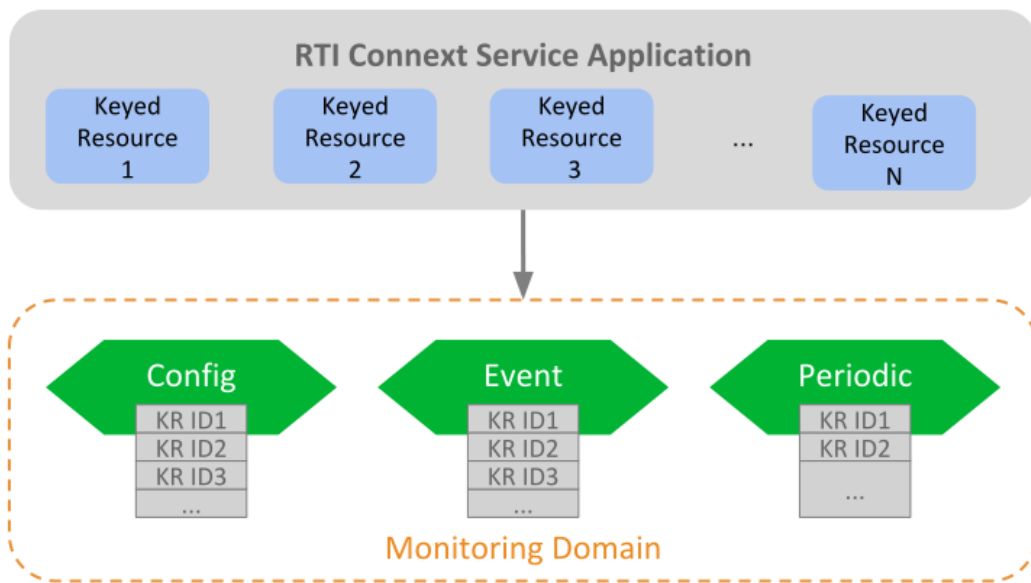 RTI Connext Service Application
Keyed
Resource
1
Keyed
Resource
2
Keyed
Resource
3
...
Keyed
Resource
N
Config
KR ID1
KR ID2
KR ID3
...
Event
KR ID1
KR ID2
KR ID3
...
Periodic
KR ID1
KR ID2
...
Monitoring Domain